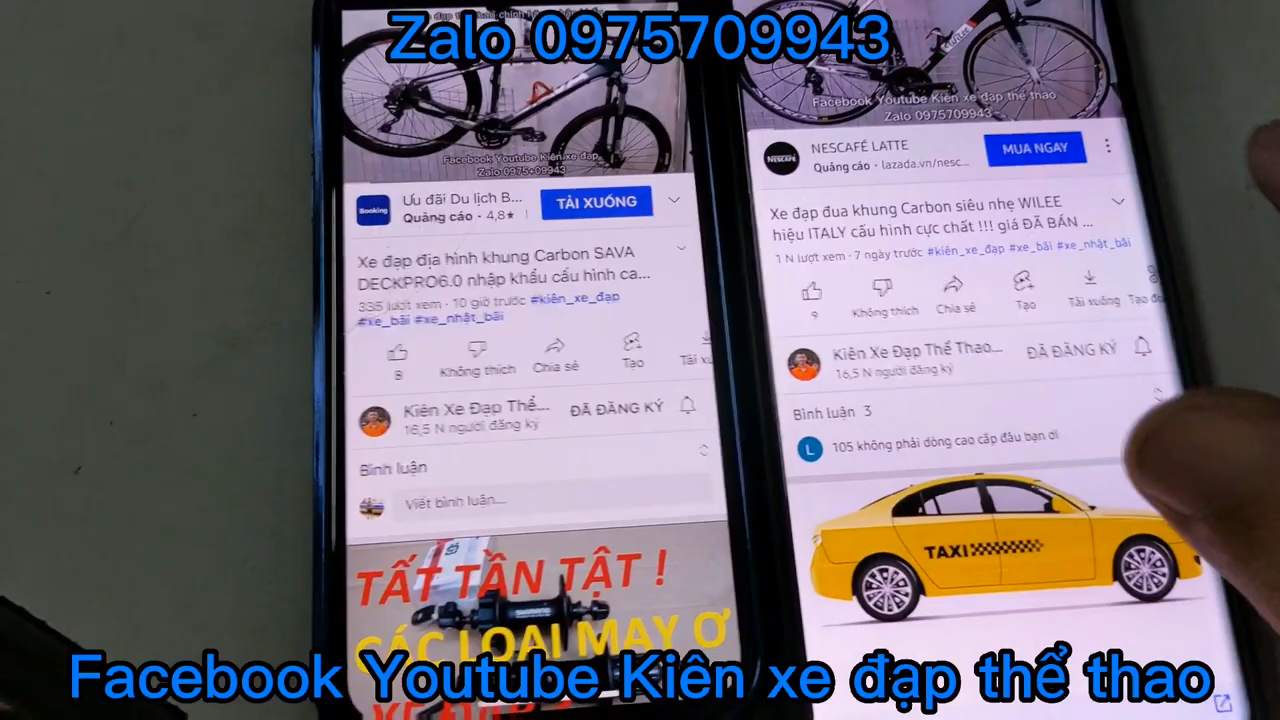 Zalo 0975709943
Facebook Youtube Kiên xe đạp
Zalo 0975709943
Booking
Ưu đãi Du lịch B...
Quảng cáo · 4,8★
TẢI XUỐNG
Xe đạp địa hình khung Carbon SAVA
DECKPRO6.0 nhập khẩu cấu hình ca...
335 lượt xem · 10 giờ trước #kiên_xe_đạp
#xe_bãi #xe_nhật_bãi
8
Không thích
Chia sẻ
Tạo
Tải xu
Kiên Xe Đạp Thể...
16,5 N người đăng ký
ĐÃ ĐĂNG KÝ
Bình luận
Viết bình luận...
TẤT TẦN TẬT !
SHIMANO
CÁC LOẠI MAY Ơ
Facebook Youtube Kiên xe đạp thể thao
Zalo 0975709943
NESCAFÉ
NESCAFÉ LATTE
Quảng cáo · lazada.vn/nesc...
MUA NGAY
Xe đạp đua khung Carbon siêu nhẹ WILEE
hiệu ITALY cấu hình cực chất !!! giá ĐÃ BÁN ...
1 N lượt xem · 7 ngày trước #kiên_xe_đạp #xe_bãi #xe_nhật_bãi
9
Không thích
Chia sẻ
Tạo
Tải xuống
Tạo đo
Kiên Xe Đạp Thể Thao...
16,5 N người đăng ký
ĐÃ ĐĂNG KÝ
Bình luận 3
L
105 không phải dòng cao cấp đâu bạn ơi
TAXI
Facebook Youtube Kiên xe đạp thể thao